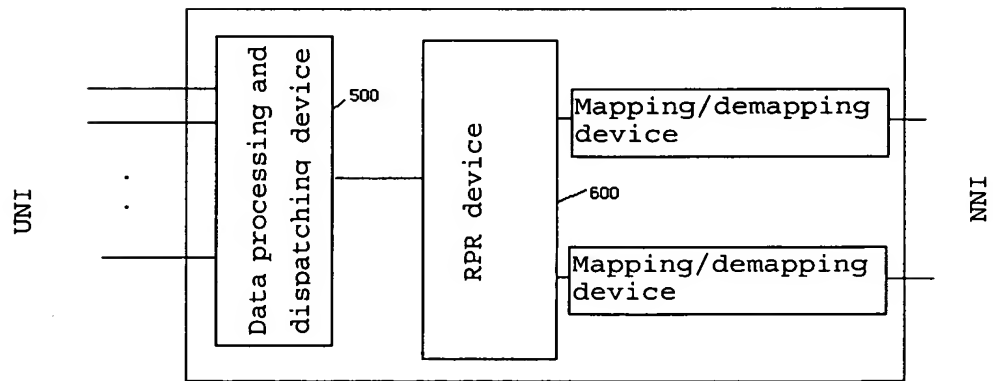 UNI
Data processing and
dispatching device
500
RPR device
600
Mapping/demapping
device
Mapping/demapping
device
NNI